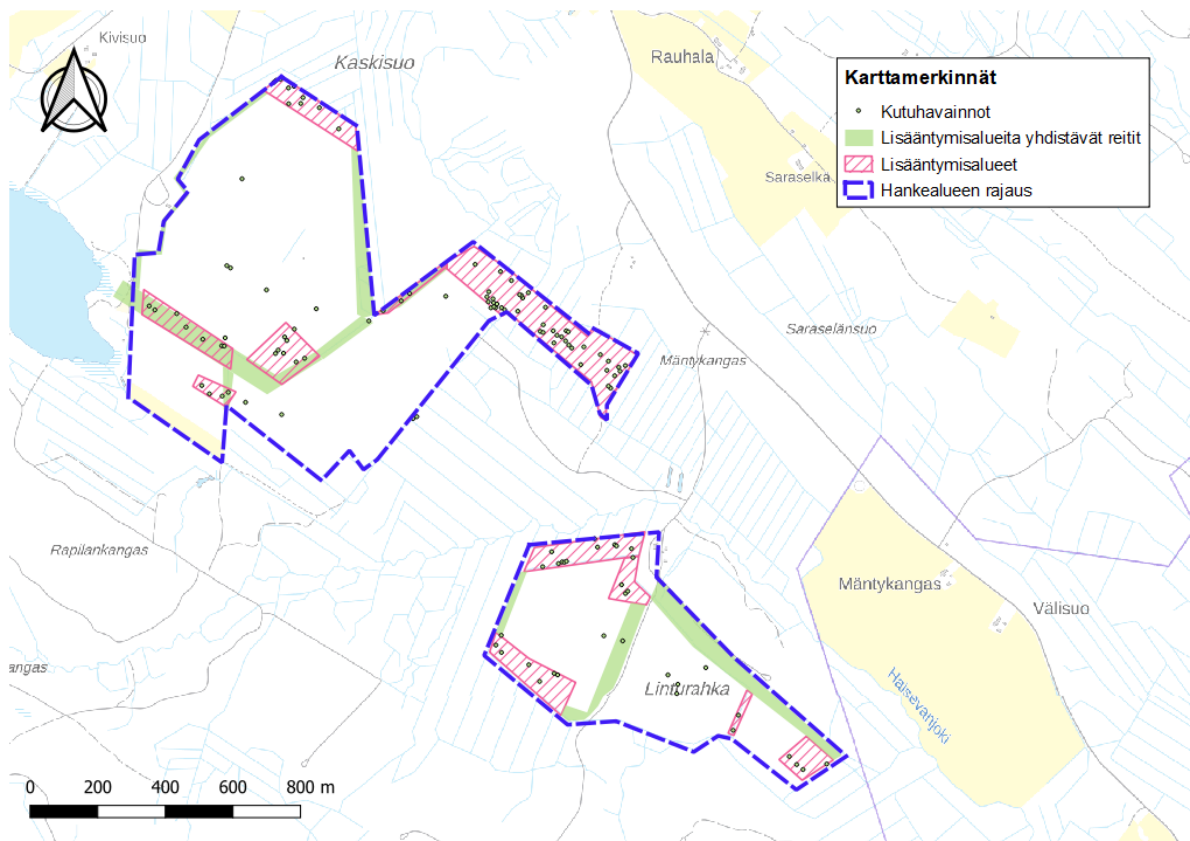 Kivisuo
Kaskisuo
Rauhala
Karttamerkinnät
Kutuhavainnot
Lisääntymisalueita yhdistävät reitit
Lisääntymisalueet
Hankealueen rajaus
Saraselkä
Saraselänsuo
Mäntykangas
Rapilankangas
Mäntykangas
Välisuo
angas
Linturahka
Haisevanjoki
0 200 400 600 800 m